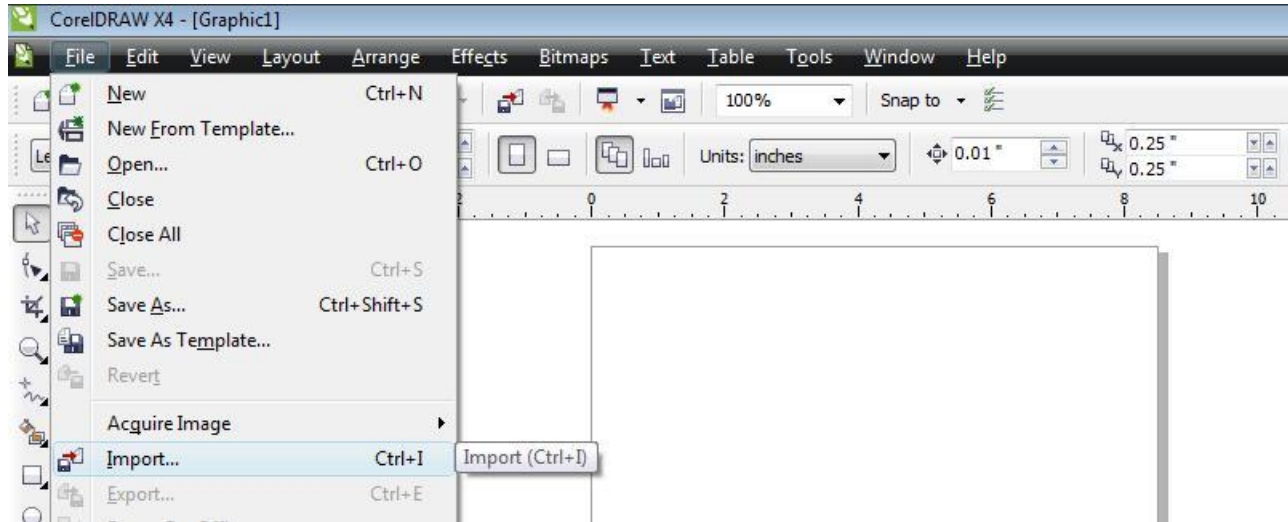 CorelDRAW X4 - [Graphic1]
File Edit View Layout Arrange Effects Bitmaps Text Table Tools Window Help
100% Snap to
Le Units: inches 0.01 " 0.25 "
0.25 "
2 0 2 4 6 8 10
New Ctrl+N
New From Template...
Open... Ctrl+O
Close
Close All
Save... Ctrl+S
Save As... Ctrl+Shift+S
Save As Template...
Revert
Acquire Image
Import... Ctrl+I Import (Ctrl+I)
Export... Ctrl+E